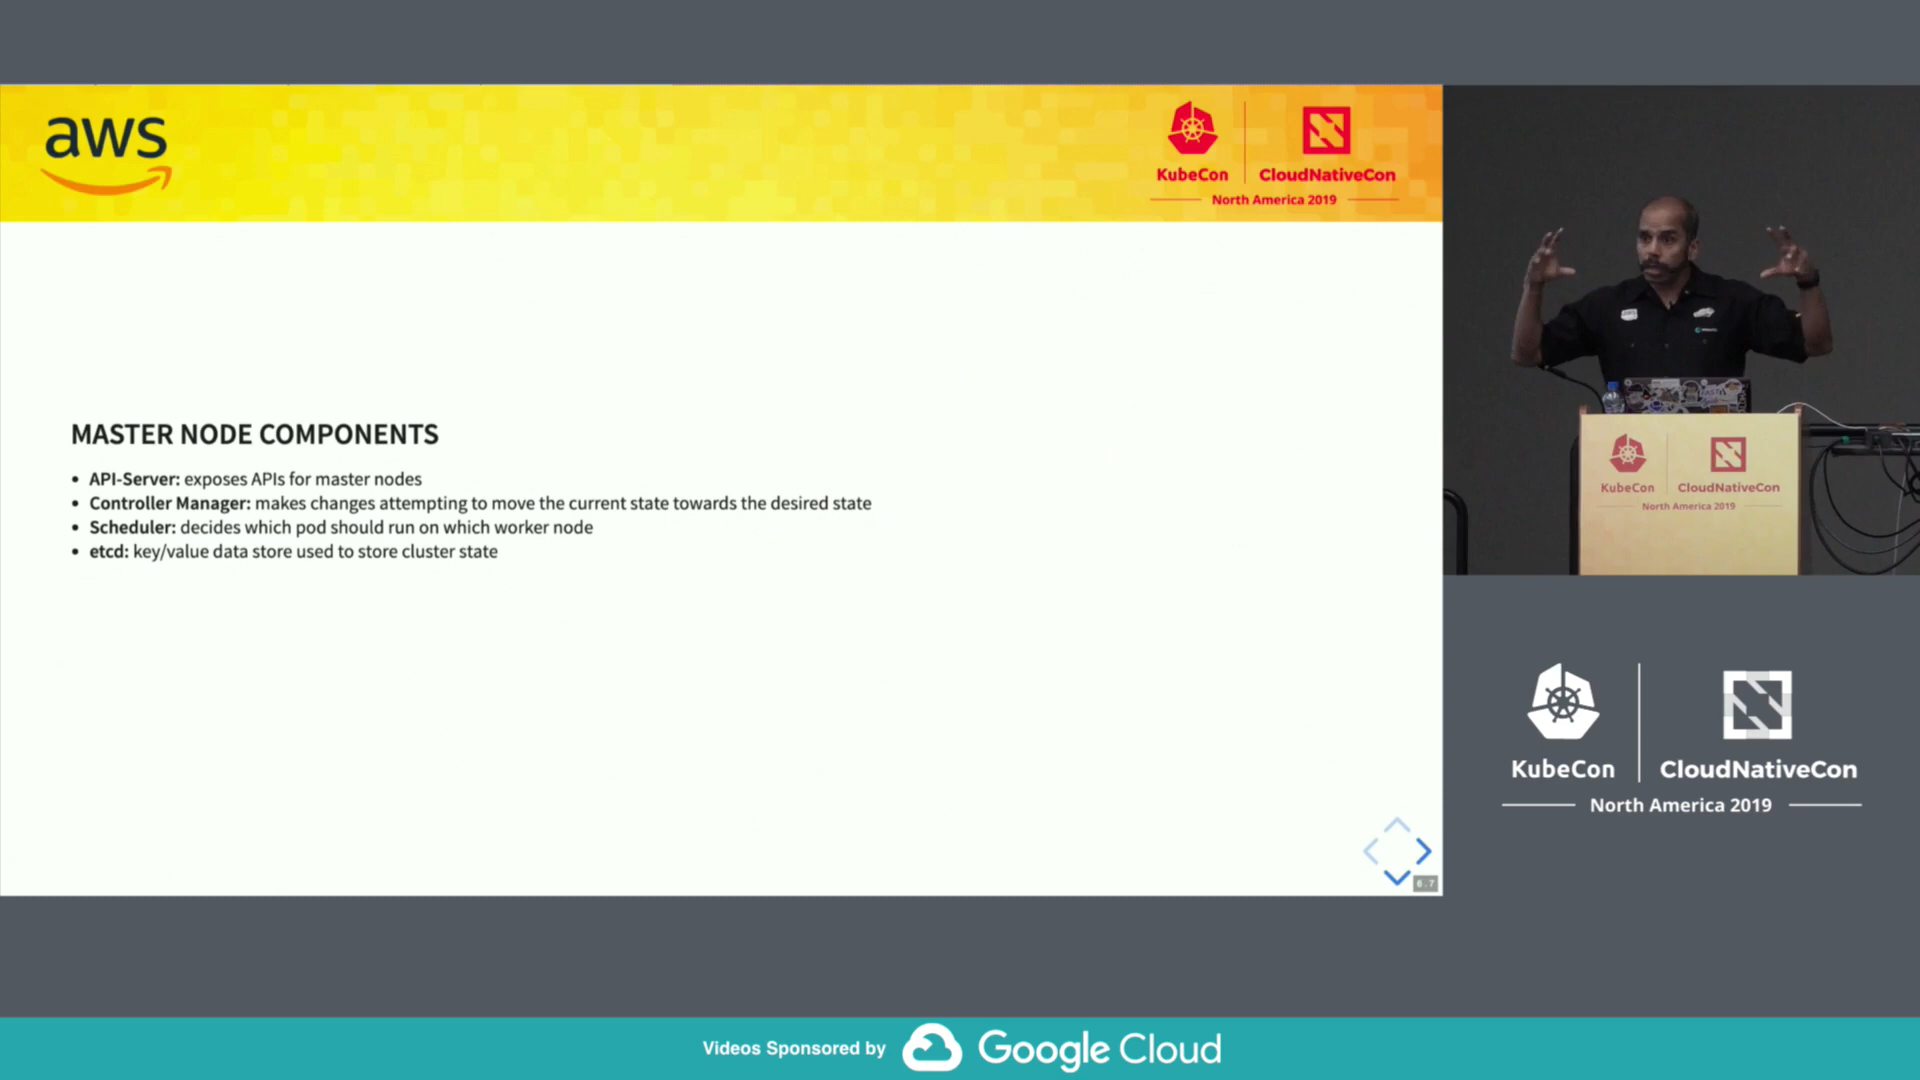 aws
KubeCon
CloudNativeCon
North America 2019
MASTER NODE COMPONENTS
• API-Server: exposes APIs for master nodes
• Controller Manager: makes changes attempting to move the current state towards the desired state
• Scheduler: decides which pod should run on which worker node
• etcd: key/value data store used to store cluster state
6.7
aws
KubeCon
CloudNativeCon
North America 2019
KubeCon
CloudNativeCon
North America 2019
Videos Sponsored by
Google Cloud